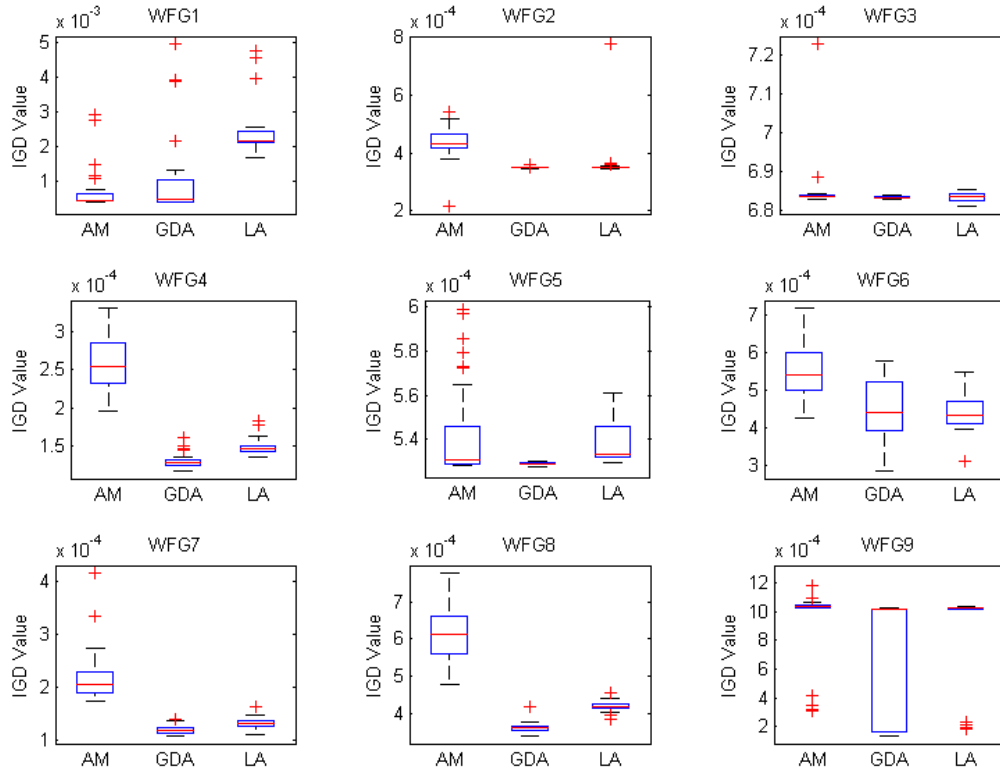 WFG1
x 10^-3
IGD Value
5
4
3
2
1
AM GDA LA
WFG2
x 10^-4
IGD Value
8
6
4
2
AM GDA LA
WFG3
x 10^-4
IGD Value
7.2
7.1
7
6.9
6.8
AM GDA LA
WFG4
x 10^-4
IGD Value
3
2.5
2
1.5
AM GDA LA
WFG5
x 10^-4
IGD Value
6
5.8
5.6
5.4
AM GDA LA
WFG6
x 10^-4
IGD Value
7
6
5
4
3
AM GDA LA
WFG7
x 10^-4
IGD Value
4
3
2
1
AM GDA LA
WFG8
x 10^-4
IGD Value
7
6
5
4
AM GDA LA
WFG9
x 10^-4
IGD Value
12
10
8
6
4
2
AM GDA LA